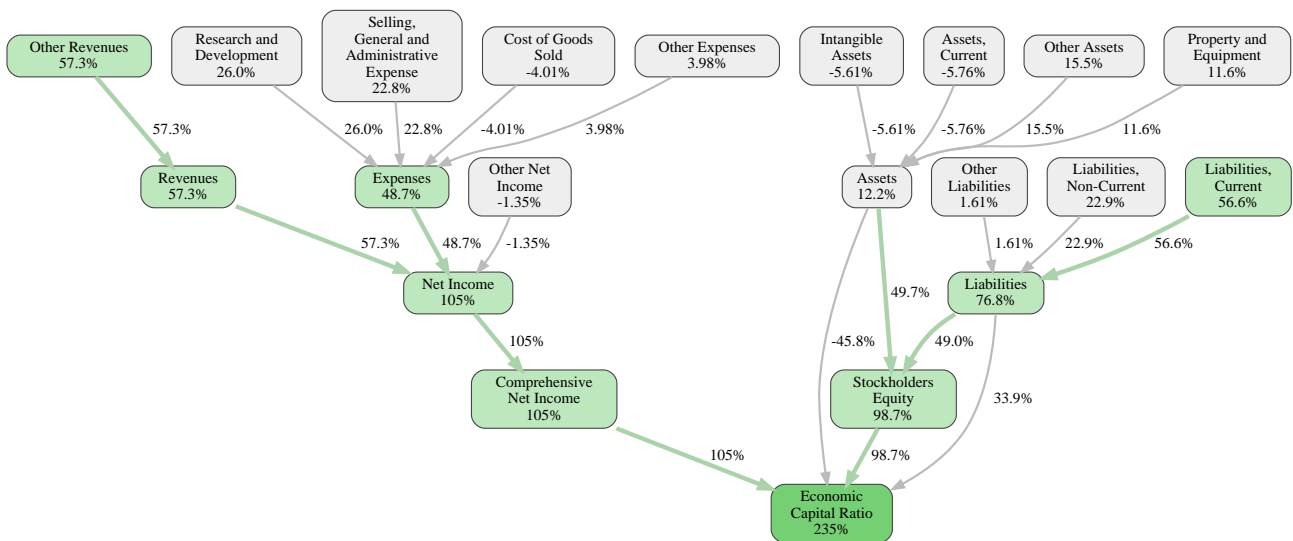 Other Revenues
57.3%
Research and
Development
26.0%
Selling,
General and
Administrative
Expense
22.8%
Cost of Goods
Sold
-4.01%
Other Expenses
3.98%
Intangible
Assets
-5.61%
Assets,
Current
-5.76%
Other Assets
15.5%
Property and
Equipment
11.6%
57.3%
26.0%
22.8%
-4.01%
3.98%
-5.61%
-5.76%
15.5%
11.6%
Revenues
57.3%
Expenses
48.7%
Other Net
Income
-1.35%
Assets
12.2%
Other
Liabilities
1.61%
Liabilities,
Non-Current
22.9%
Liabilities,
Current
56.6%
57.3%
48.7%
-1.35%
1.61%
22.9%
56.6%
Net Income
105%
49.7%
Liabilities
76.8%
105%
-45.8%
49.0%
Comprehensive
Net Income
105%
Stockholders
Equity
98.7%
33.9%
105%
98.7%
Economic
Capital Ratio
235%